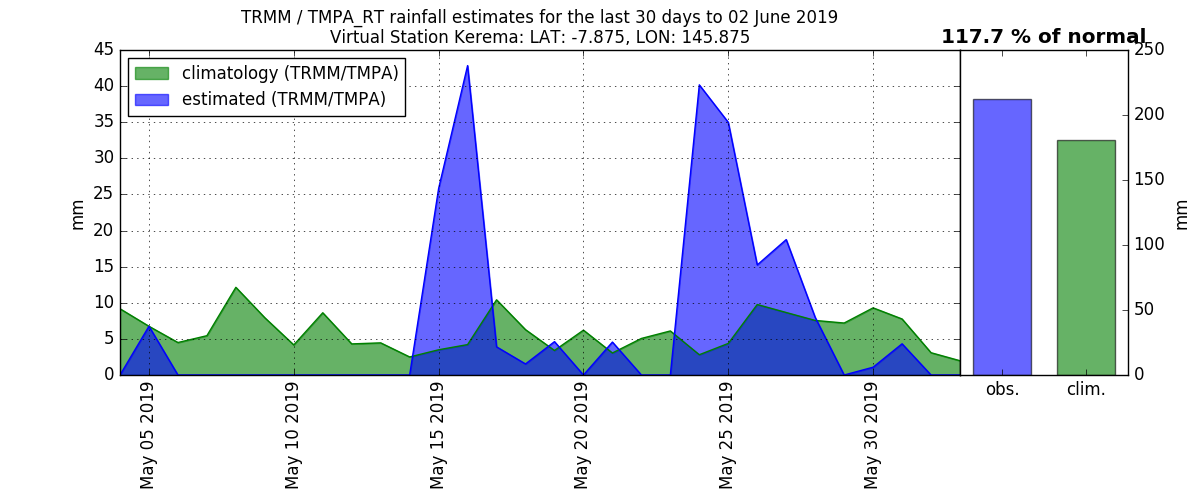 TRMM / TMPA_RT rainfall estimates for the last 30 days to 02 June 2019
Virtual Station Kerema: LAT: -7.875, LON: 145.875
117.7 % of normal
climatology (TRMM/TMPA)
estimated (TRMM/TMPA)
45
40
35
30
25
20
15
10
5
0
mm
May 05 2019
May 10 2019
May 15 2019
May 20 2019
May 25 2019
May 30 2019
obs.
clim.
250
200
150
100
50
0
mm